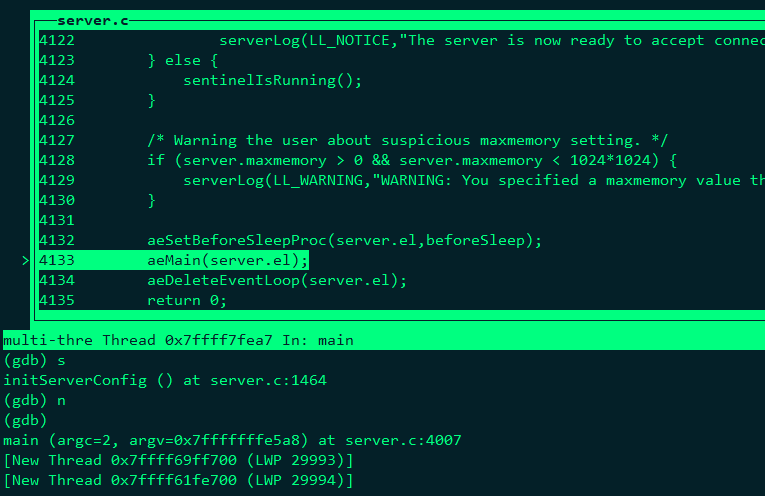 server.c
4122 serverLog(LL_NOTICE,"The server is now ready to accept connec
4123 } else {
4124 sentinelIsRunning();
4125 }
4126
4127 /* Warning the user about suspicious maxmemory setting. */
4128 if (server.maxmemory > 0 && server.maxmemory < 1024*1024) {
4129 serverLog(LL_WARNING,"WARNING: You specified a maxmemory value th
4130 }
4131
4132 aeSetBeforeSleepProc(server.el,beforeSleep);
>4133 aeMain(server.el);
4134 aeDeleteEventLoop(server.el);
4135 return 0;
multi-thre Thread 0x7ffff7fea7 In: main
(gdb) s
initServerConfig () at server.c:1464
(gdb) n
(gdb)
main (argc=2, argv=0x7fffffffe5a8) at server.c:4007
[New Thread 0x7ffff69ff700 (LWP 29993)]
[New Thread 0x7ffff61fe700 (LWP 29994)]